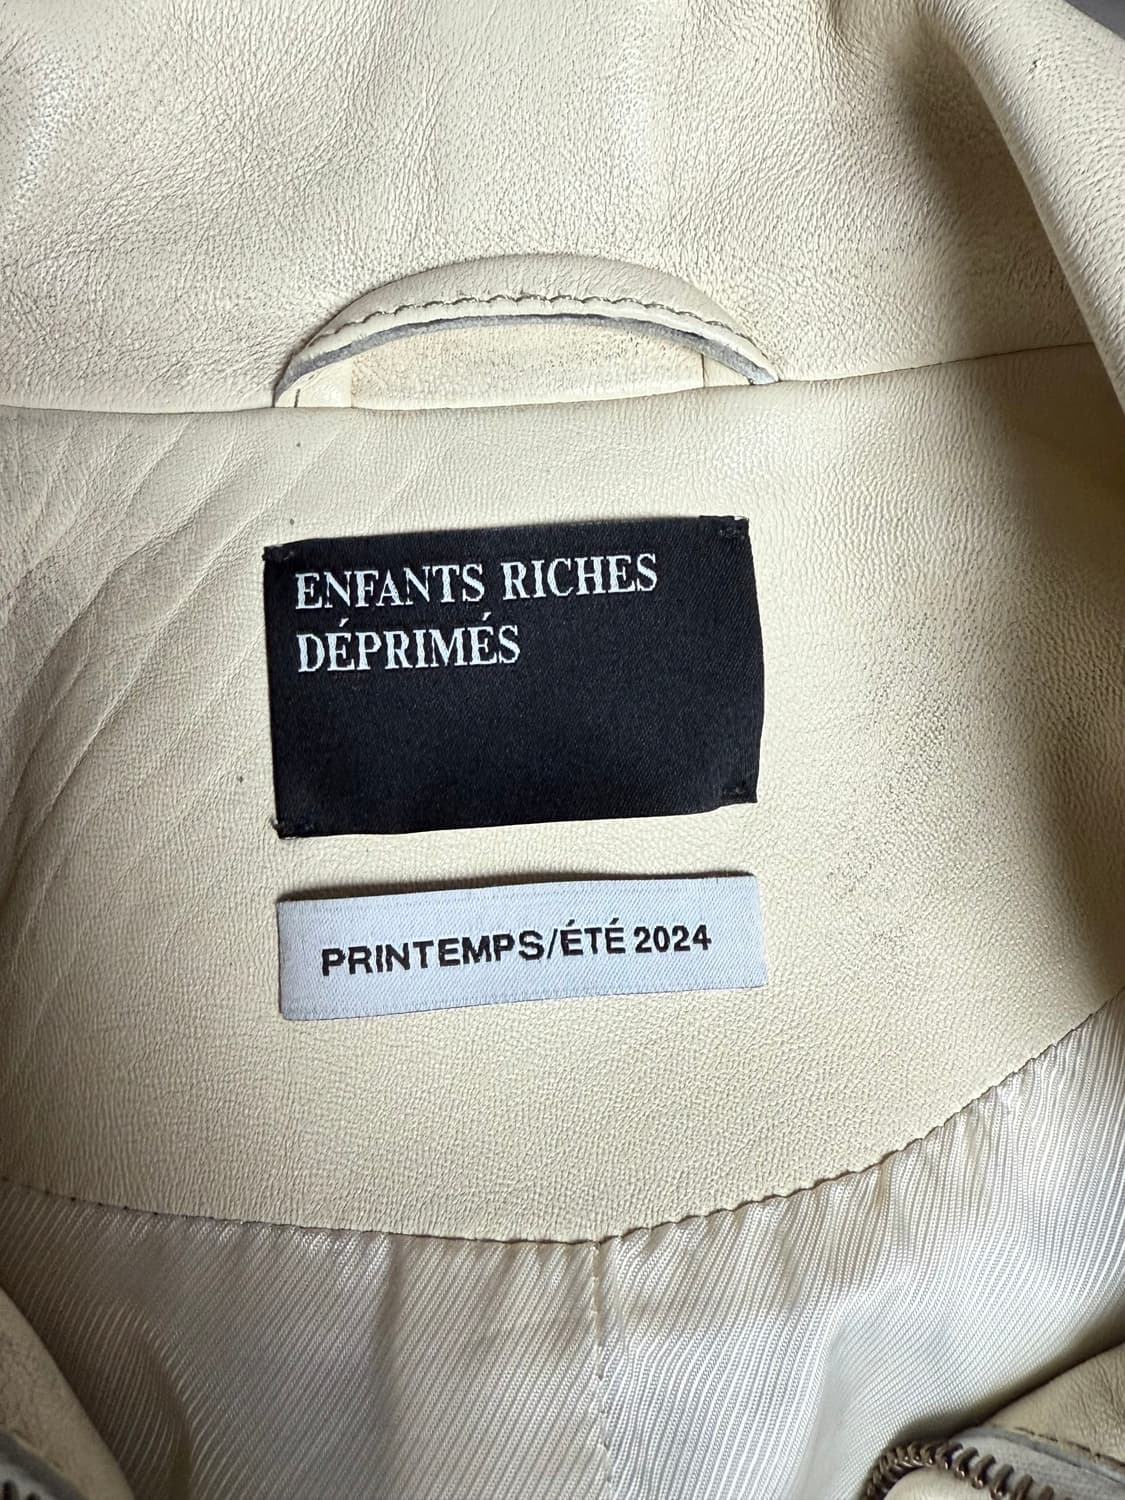 ENFANTS RICHES
DÉPRIMÉS
PRINTEMPS/ÉTÉ 2024